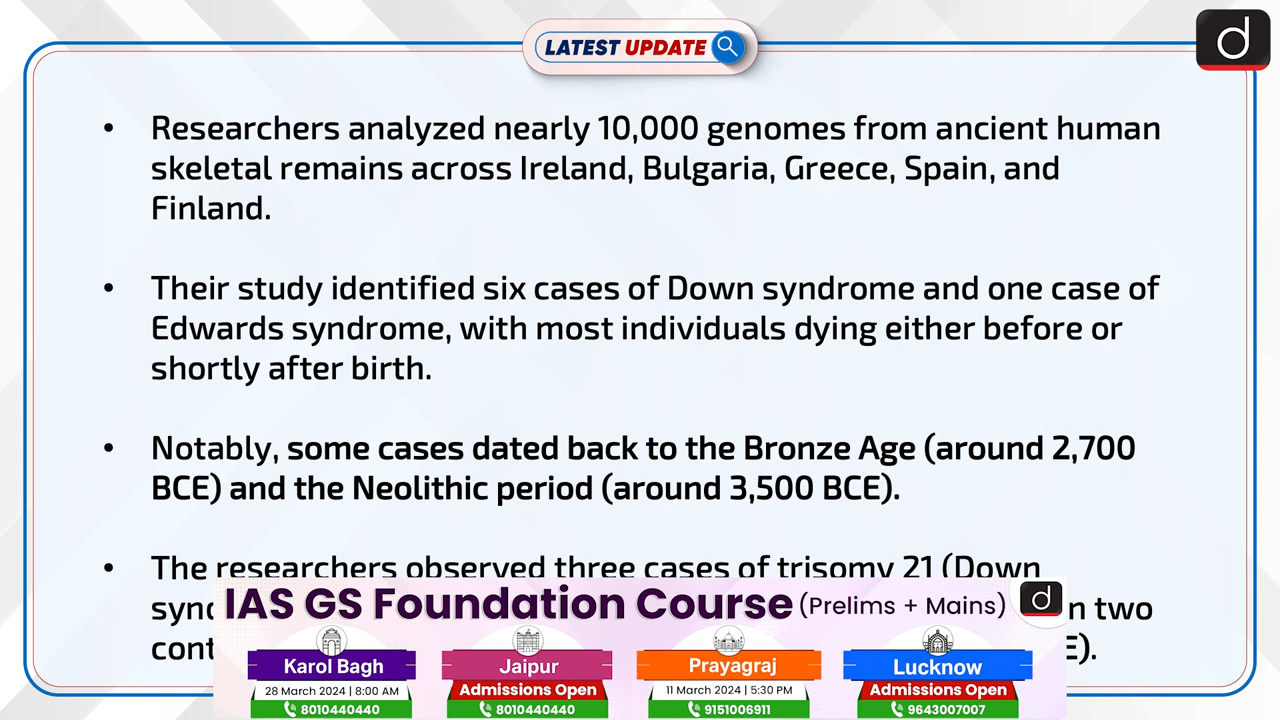 LATEST UPDATE
d
• Researchers analyzed nearly 10,000 genomes from ancient human
skeletal remains across Ireland, Bulgaria, Greece, Spain, and
Finland.
• Their study identified six cases of Down syndrome and one case of
Edwards syndrome, with most individuals dying either before or
shortly after birth.
• Notably, some cases dated back to the Bronze Age (around 2,700
BCE) and the Neolithic period (around 3,500 BCE).
• The researchers observed three cases of trisomy 21 (Down
two
IAS GS Foundation Course (Prelims + Mains)
d
Karol Bagh
28 March 2024 | 8:00 AM
8010440440
Jaipur
Admissions Open
8010440440
Prayagraj
11 March 2024 | 5:30 PM
9151006911
Lucknow
Admissions Open
9643007007